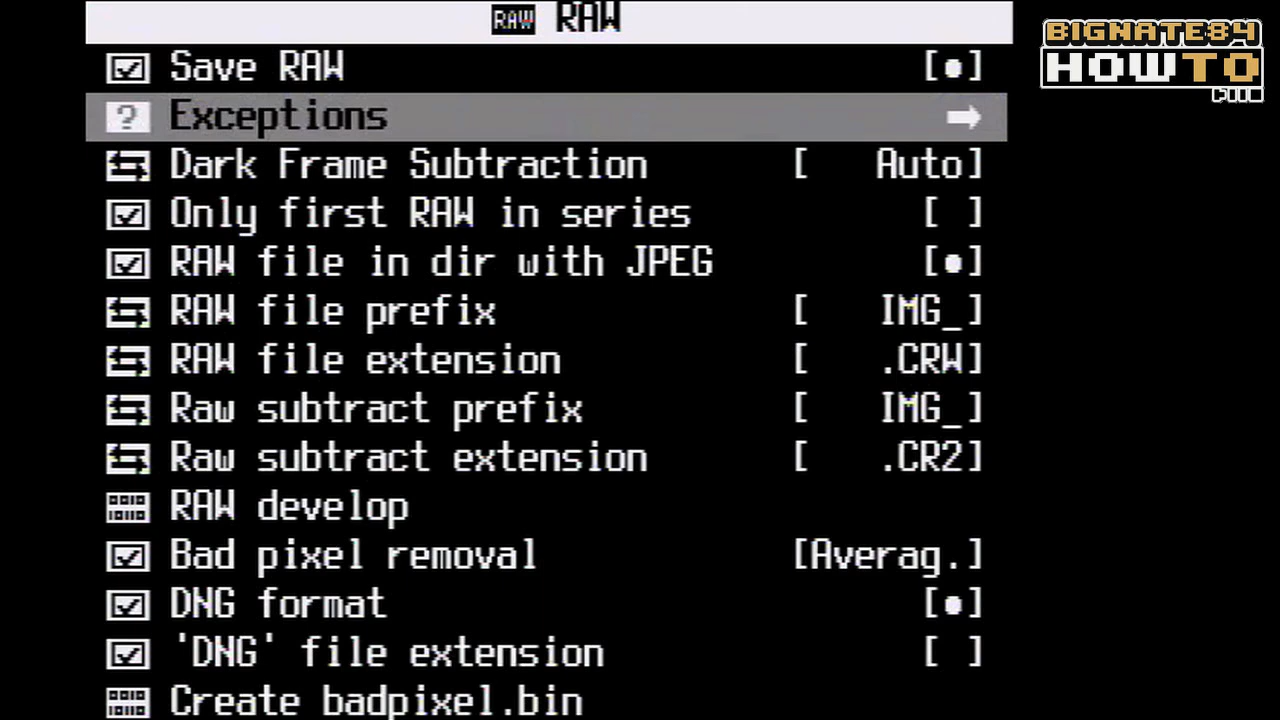 RAW RAW
BIGNATE84
HOWTO
Save RAW [●]
? Exceptions
Dark Frame Subtraction [ Auto]
Only first RAW in series [ ]
RAW file in dir with JPEG [●]
RAW file prefix [ IMG_]
RAW file extension [ .CRW]
Raw subtract prefix [ IMG_]
Raw subtract extension [ .CR2]
RAW develop
Bad pixel removal [Averag.]
DNG format [●]
'DNG' file extension [ ]
Create badpixel.bin